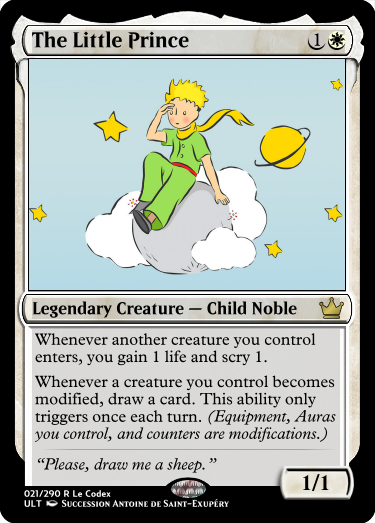 The Little Prince 1
Legendary Creature — Child Noble
Whenever another creature you control
enters, you gain 1 life and scry 1.
Whenever a creature you control becomes
modified, draw a card. This ability only
triggers once each turn. (Equipment, Auras
you control, and counters are modifications.)
“Please, draw me a sheep.”
1/1
021/290 R Le Codex
ULT Succession Antoine de Saint-Exupéry